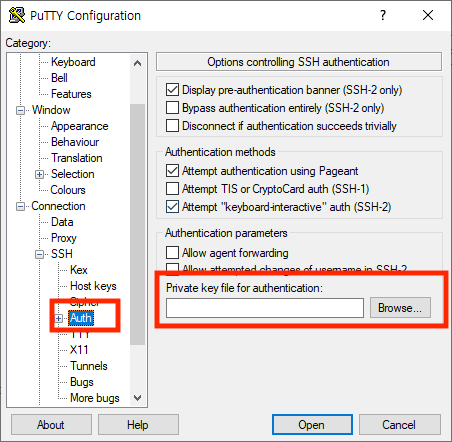 PuTTY Configuration
?
Category:
Keyboard
Bell
Features
Window
Appearance
Behaviour
Translation
Selection
Colours
Connection
Data
Proxy
SSH
Kex
Host keys
Cipher
Auth
TTY
X11
Tunnels
Bugs
More bugs
Options controlling SSH authentication
Display pre-authentication banner (SSH-2 only)
Bypass authentication entirely (SSH-2 only)
Disconnect if authentication succeeds trivially
Authentication methods
Attempt authentication using Pageant
Attempt TIS or CryptoCard auth (SSH-1)
Attempt "keyboard-interactive" auth (SSH-2)
Authentication parameters
Allow agent forwarding
Allow attempted changes of username in SSH-2
Private key file for authentication:
Browse...
About
Help
Open
Cancel